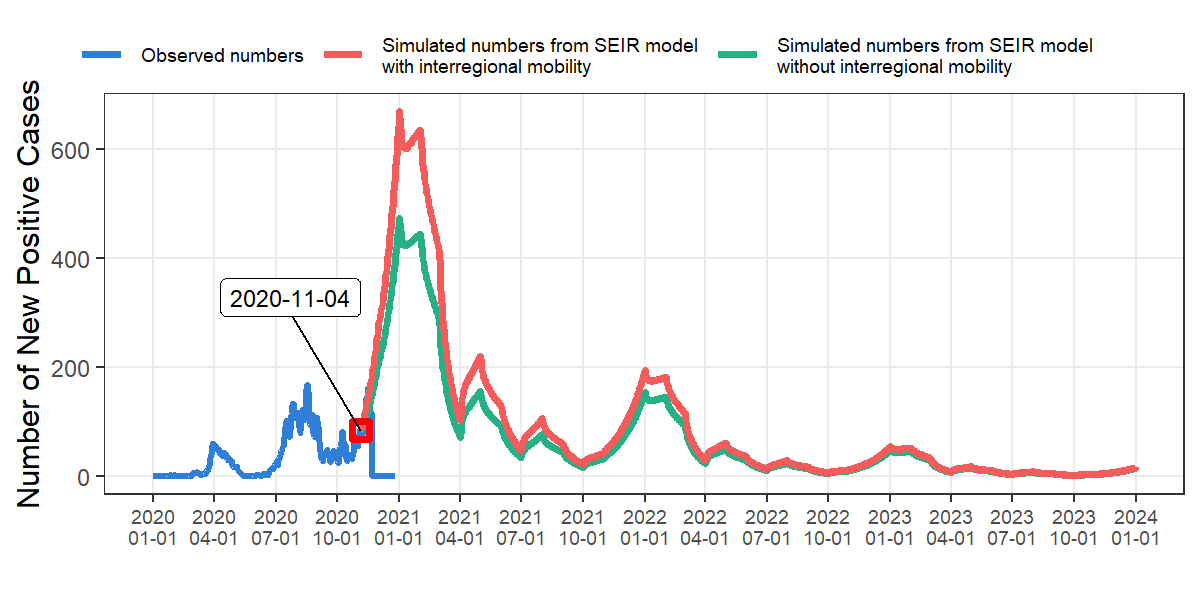 Observed numbers
Simulated numbers from SEIR model
with interregional mobility
Simulated numbers from SEIR model
without interregional mobility
Number of New Positive Cases
600
400
200
0
2020-11-04
2020 2020 2020 2020 2021 2021 2021 2021 2022 2022 2022 2022 2023 2023 2023 2023 2024
01-01 04-01 07-01 10-01 01-01 04-01 07-01 10-01 01-01 04-01 07-01 10-01 01-01 04-01 07-01 10-01 01-01